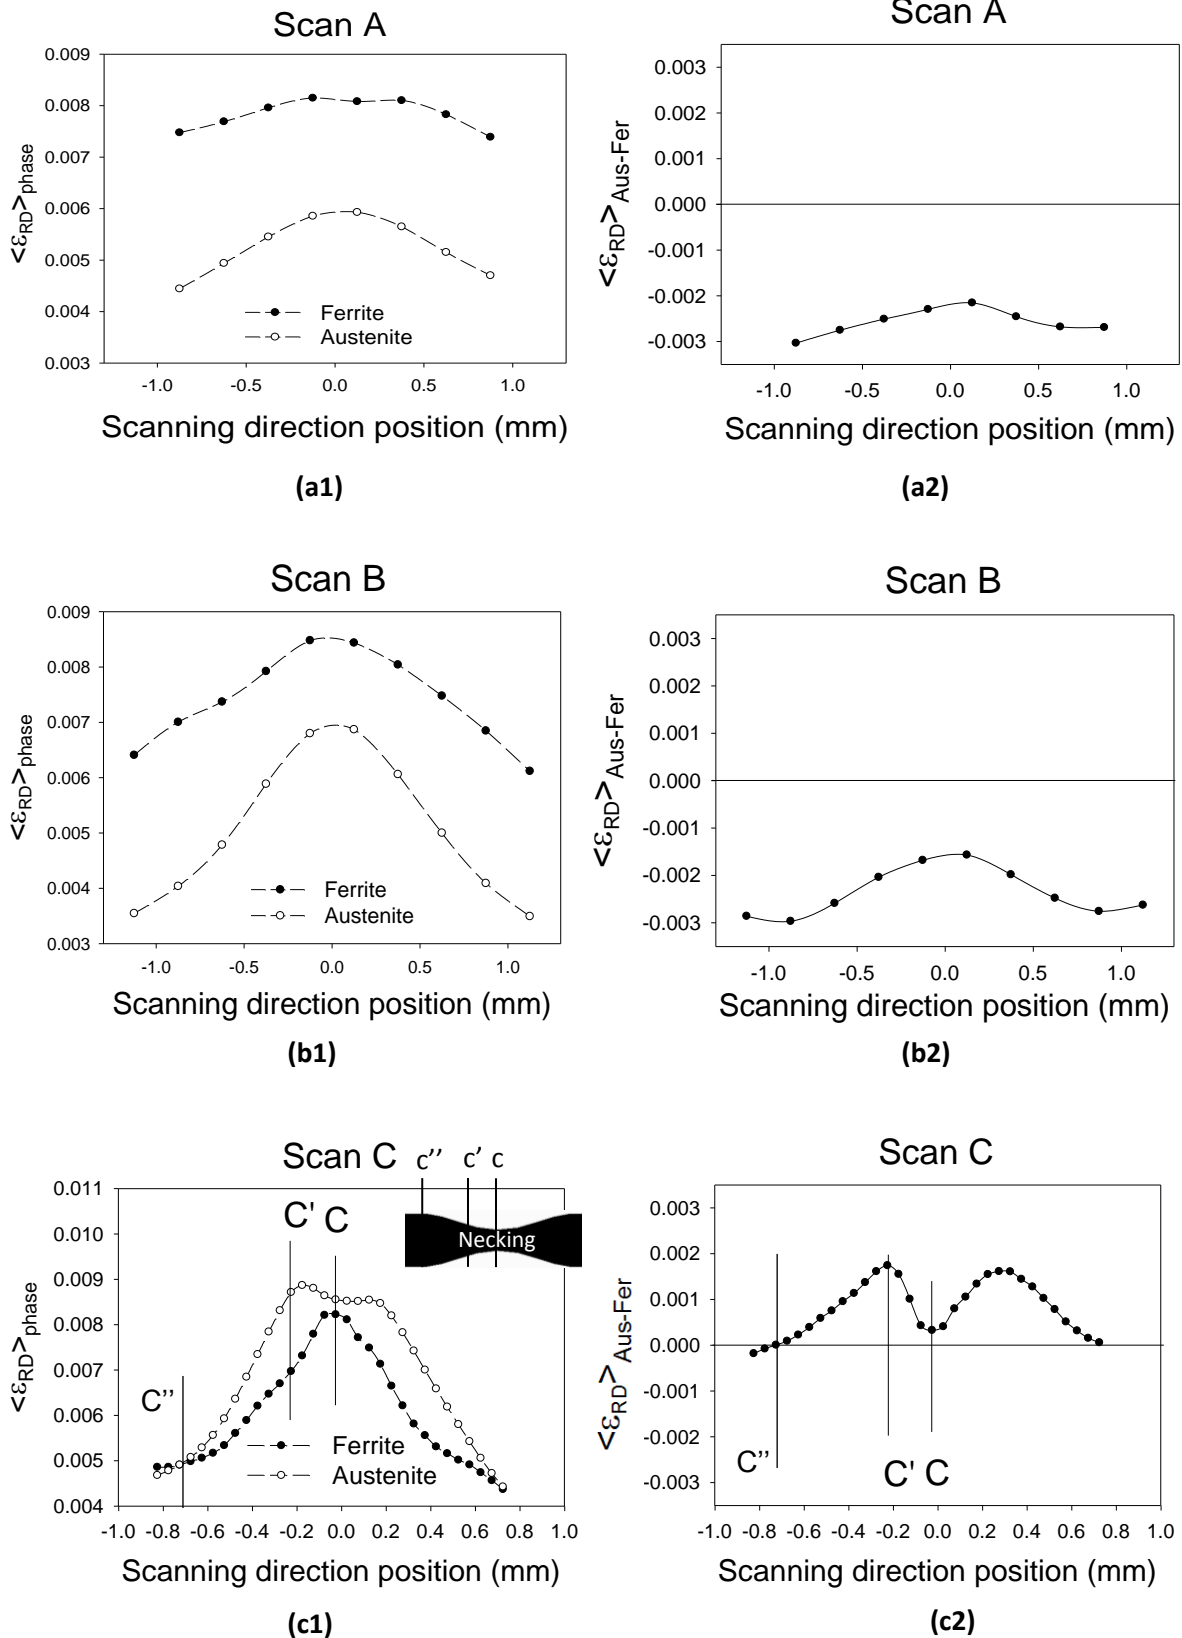 Scan A
0.009
0.008
0.007
0.006
0.005
0.004
0.003
<εRD>phase
Ferrite
Austenite
-1.0 -0.5 0.0 0.5 1.0
Scanning direction position (mm)
(a1)
Scan A
0.003
0.002
0.001
0.000
-0.001
-0.002
-0.003
<εRD>Aus-Fer
-1.0 -0.5 0.0 0.5 1.0
Scanning direction position (mm)
(a2)
Scan B
0.009
0.008
0.007
0.006
0.005
0.004
0.003
<εRD>phase
Ferrite
Austenite
-1.0 -0.5 0.0 0.5 1.0
Scanning direction position (mm)
(b1)
Scan B
0.003
0.002
0.001
0.000
-0.001
-0.002
-0.003
<εRD>Aus-Fer
-1.0 -0.5 0.0 0.5 1.0
Scanning direction position (mm)
(b2)
Scan C
c'' c' c
Necking
0.011
0.010
0.009
0.008
0.007
0.006
0.005
0.004
<εRD>phase
C' C
C''
Ferrite
Austenite
-1.0 -0.8 -0.6 -0.4 -0.2 0.0 0.2 0.4 0.6 0.8 1.0
Scanning direction position (mm)
(c1)
Scan C
0.003
0.002
0.001
0.000
-0.001
-0.002
-0.003
<εRD>Aus-Fer
C'' C' C
-1.0 -0.8 -0.6 -0.4 -0.2 0.0 0.2 0.4 0.6 0.8 1.0
Scanning direction position (mm)
(c2)